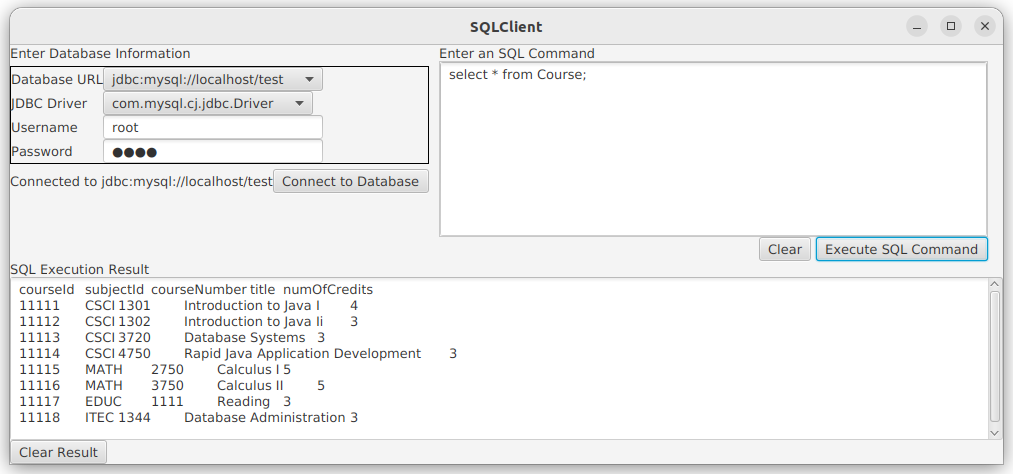 SQLClient
Enter Database Information
Database URL jdbc:mysql://localhost/test
JDBC Driver com.mysql.cj.jdbc.Driver
Username root
Password ●●●●
Connected to jdbc:mysql://localhost/test Connect to Database
Enter an SQL Command
select * from Course;
Clear Execute SQL Command
SQL Execution Result
courseId subjectId courseNumber title numOfCredits
11111 CSCI 1301 Introduction to Java I 4
11112 CSCI 1302 Introduction to Java Ii 3
11113 CSCI 3720 Database Systems 3
11114 CSCI 4750 Rapid Java Application Development 3
11115 MATH 2750 Calculus I 5
11116 MATH 3750 Calculus II 5
11117 EDUC 1111 Reading 3
11118 ITEC 1344 Database Administration 3
Clear Result